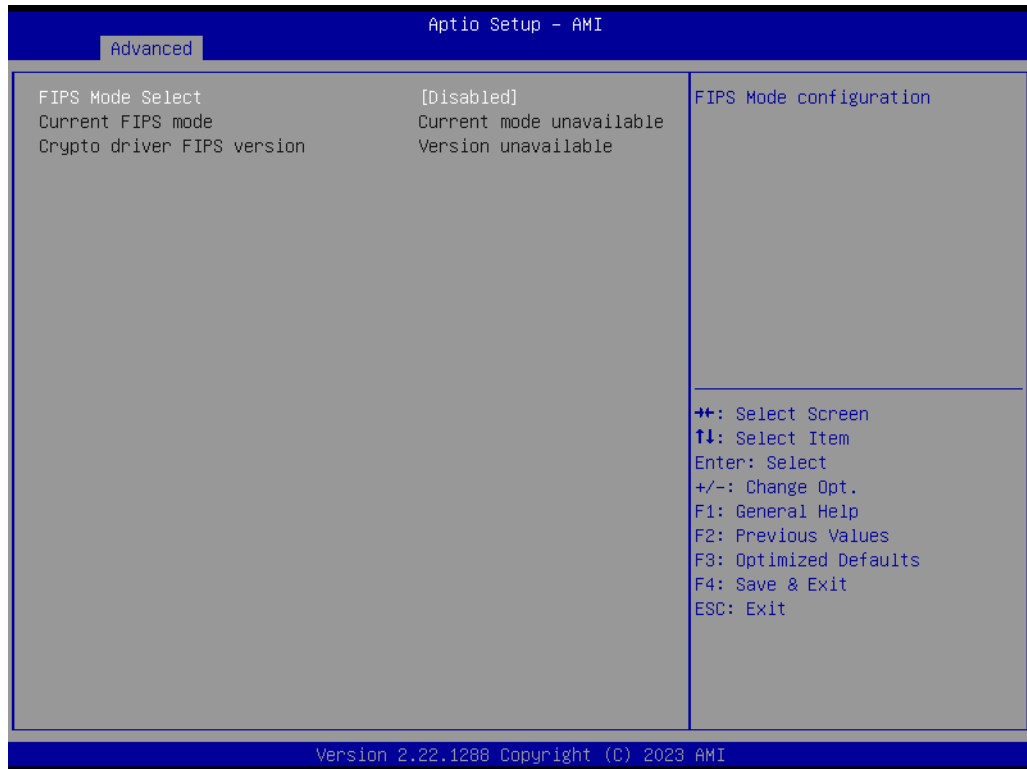 Aptio Setup – AMI
Advanced
FIPS Mode Select [Disabled]
Current FIPS mode Current mode unavailable
Crypto driver FIPS version Version unavailable
FIPS Mode configuration
→←: Select Screen
↑↓: Select Item
Enter: Select
+/-: Change Opt.
F1: General Help
F2: Previous Values
F3: Optimized Defaults
F4: Save & Exit
ESC: Exit
Version 2.22.1288 Copyright (C) 2023 AMI